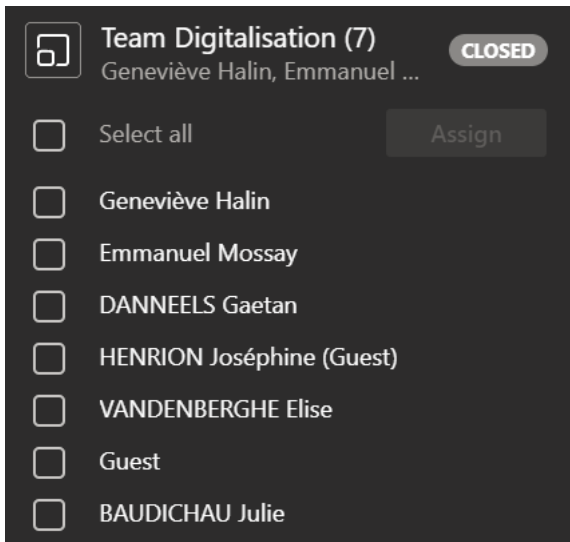 Team Digitalisation (7)
CLOSED
Geneviève Halin, Emmanuel ...
Select all
Assign
Geneviève Halin
Emmanuel Mossay
DANNEELS Gaetan
HENRION Joséphine (Guest)
VANDENBERGHE Elise
Guest
BAUDICHAU Julie